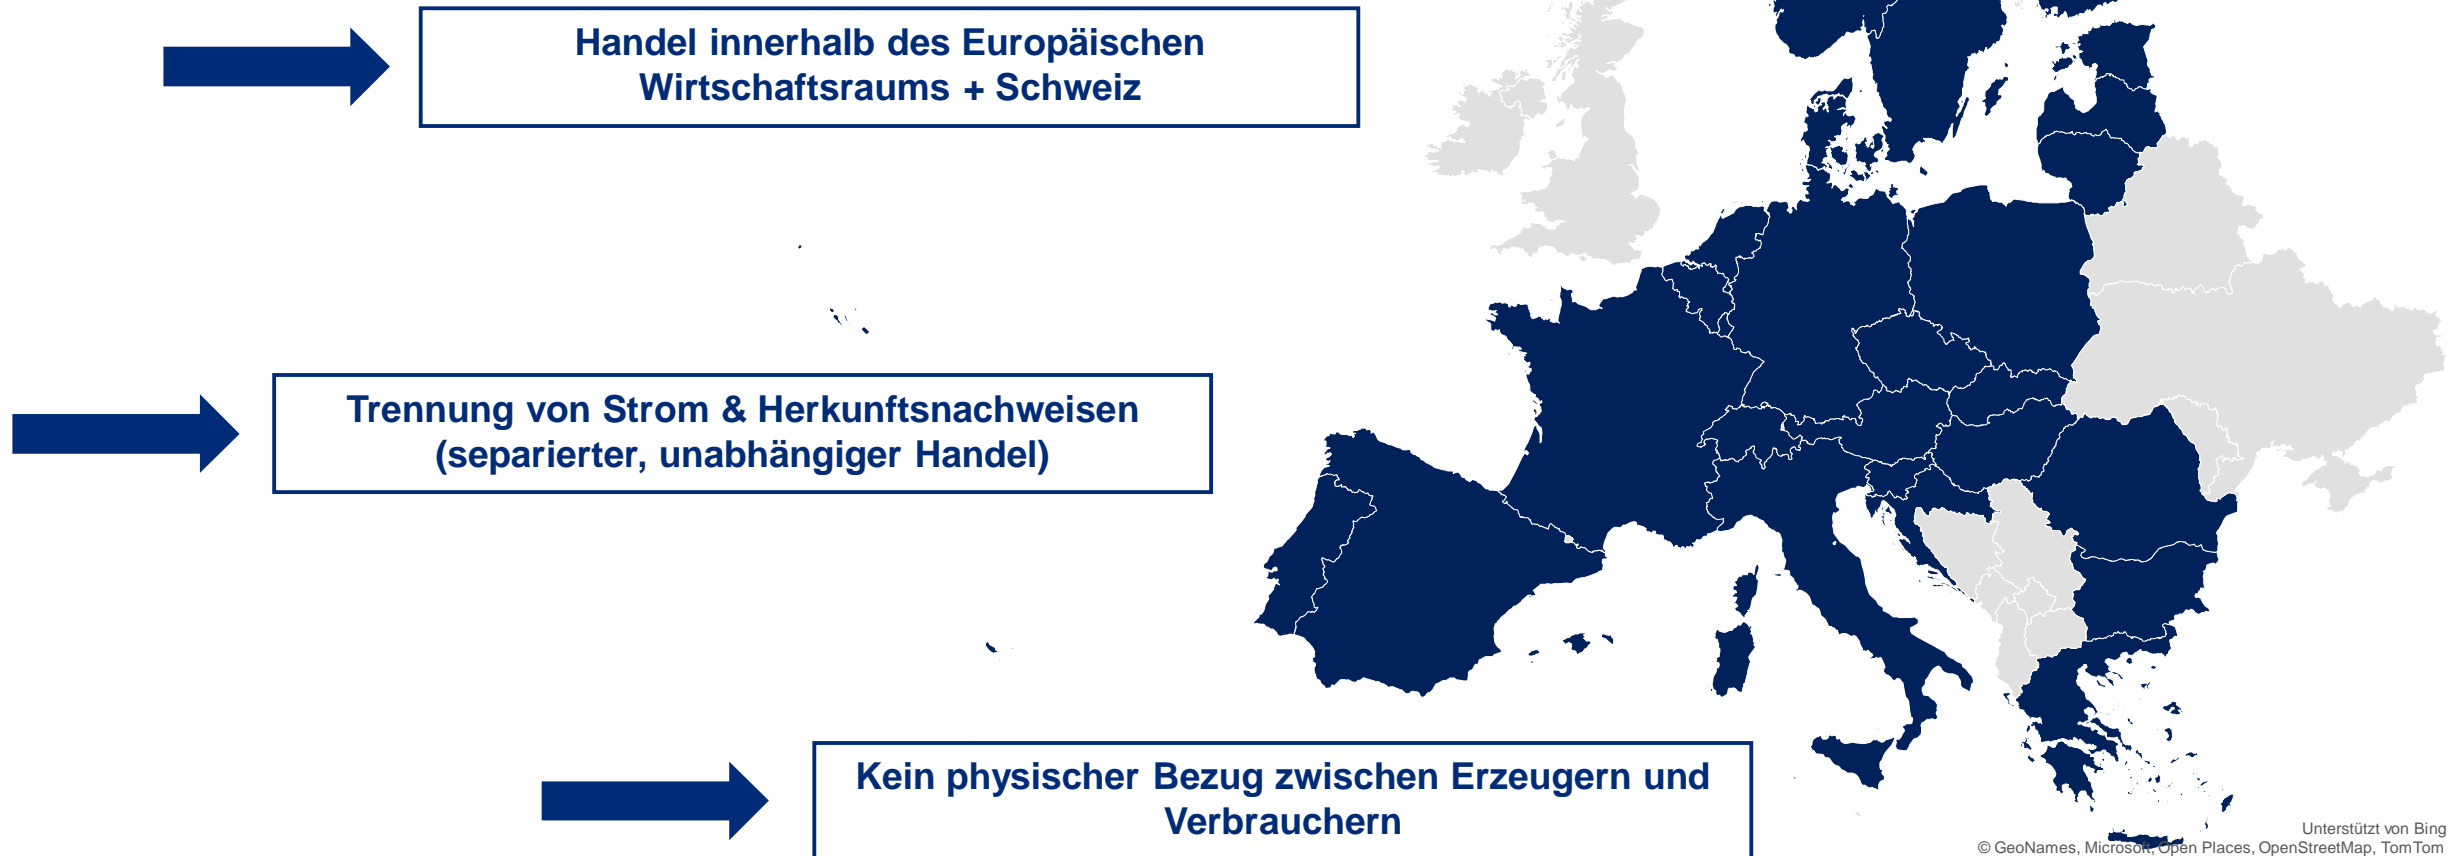 Handel innerhalb des Europäischen
Wirtschaftsraums + Schweiz
Trennung von Strom & Herkunftsnachweisen
(separierter, unabhängiger Handel)
Kein physischer Bezug zwischen Erzeugern und
Verbrauchern
Unterstützt von Bing
© GeoNames, Microsoft, Open Places, OpenStreetMap, TomTom